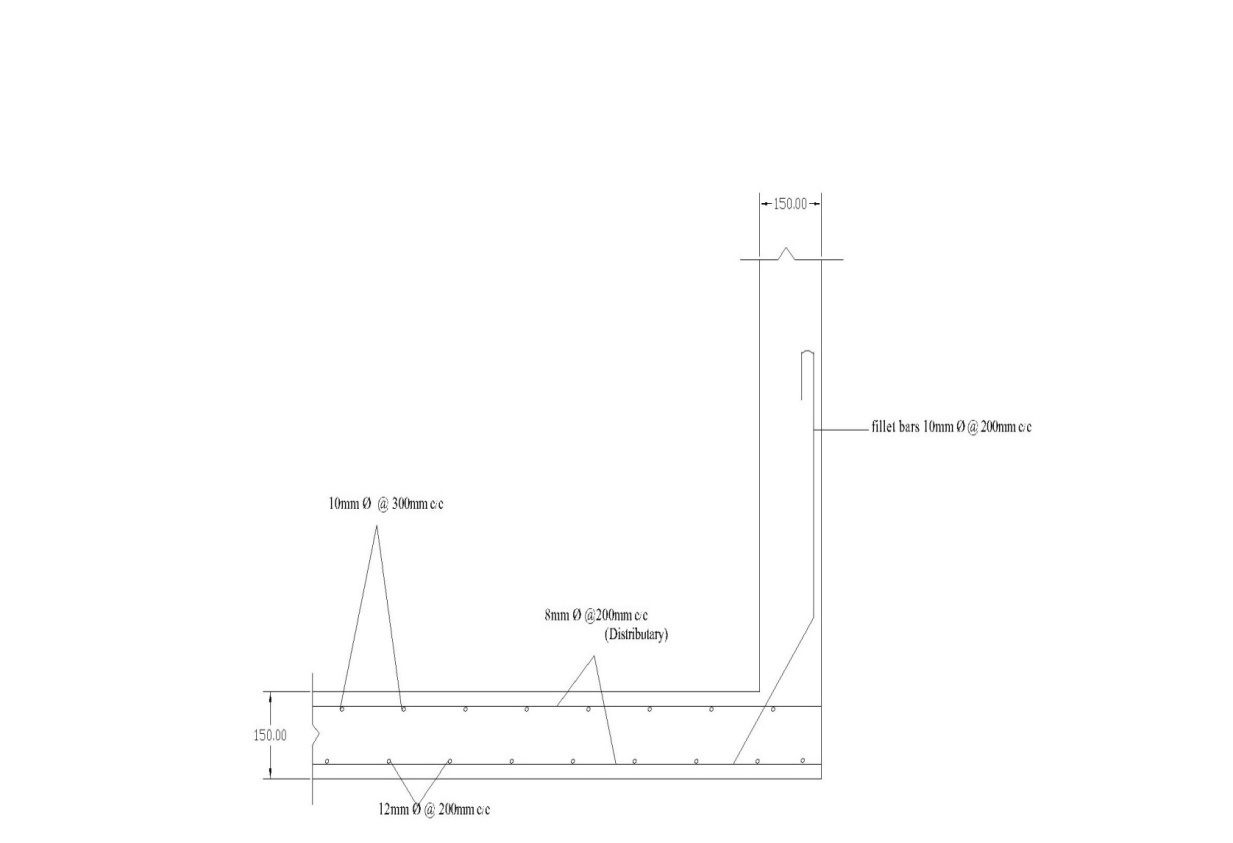 150.00
fillet bars 10mm Ø @ 200mm c/c
10mm Ø @ 300mm c/c
8mm Ø @200mm c/c
(Distributary)
150.00
12mm Ø @ 200mm c/c